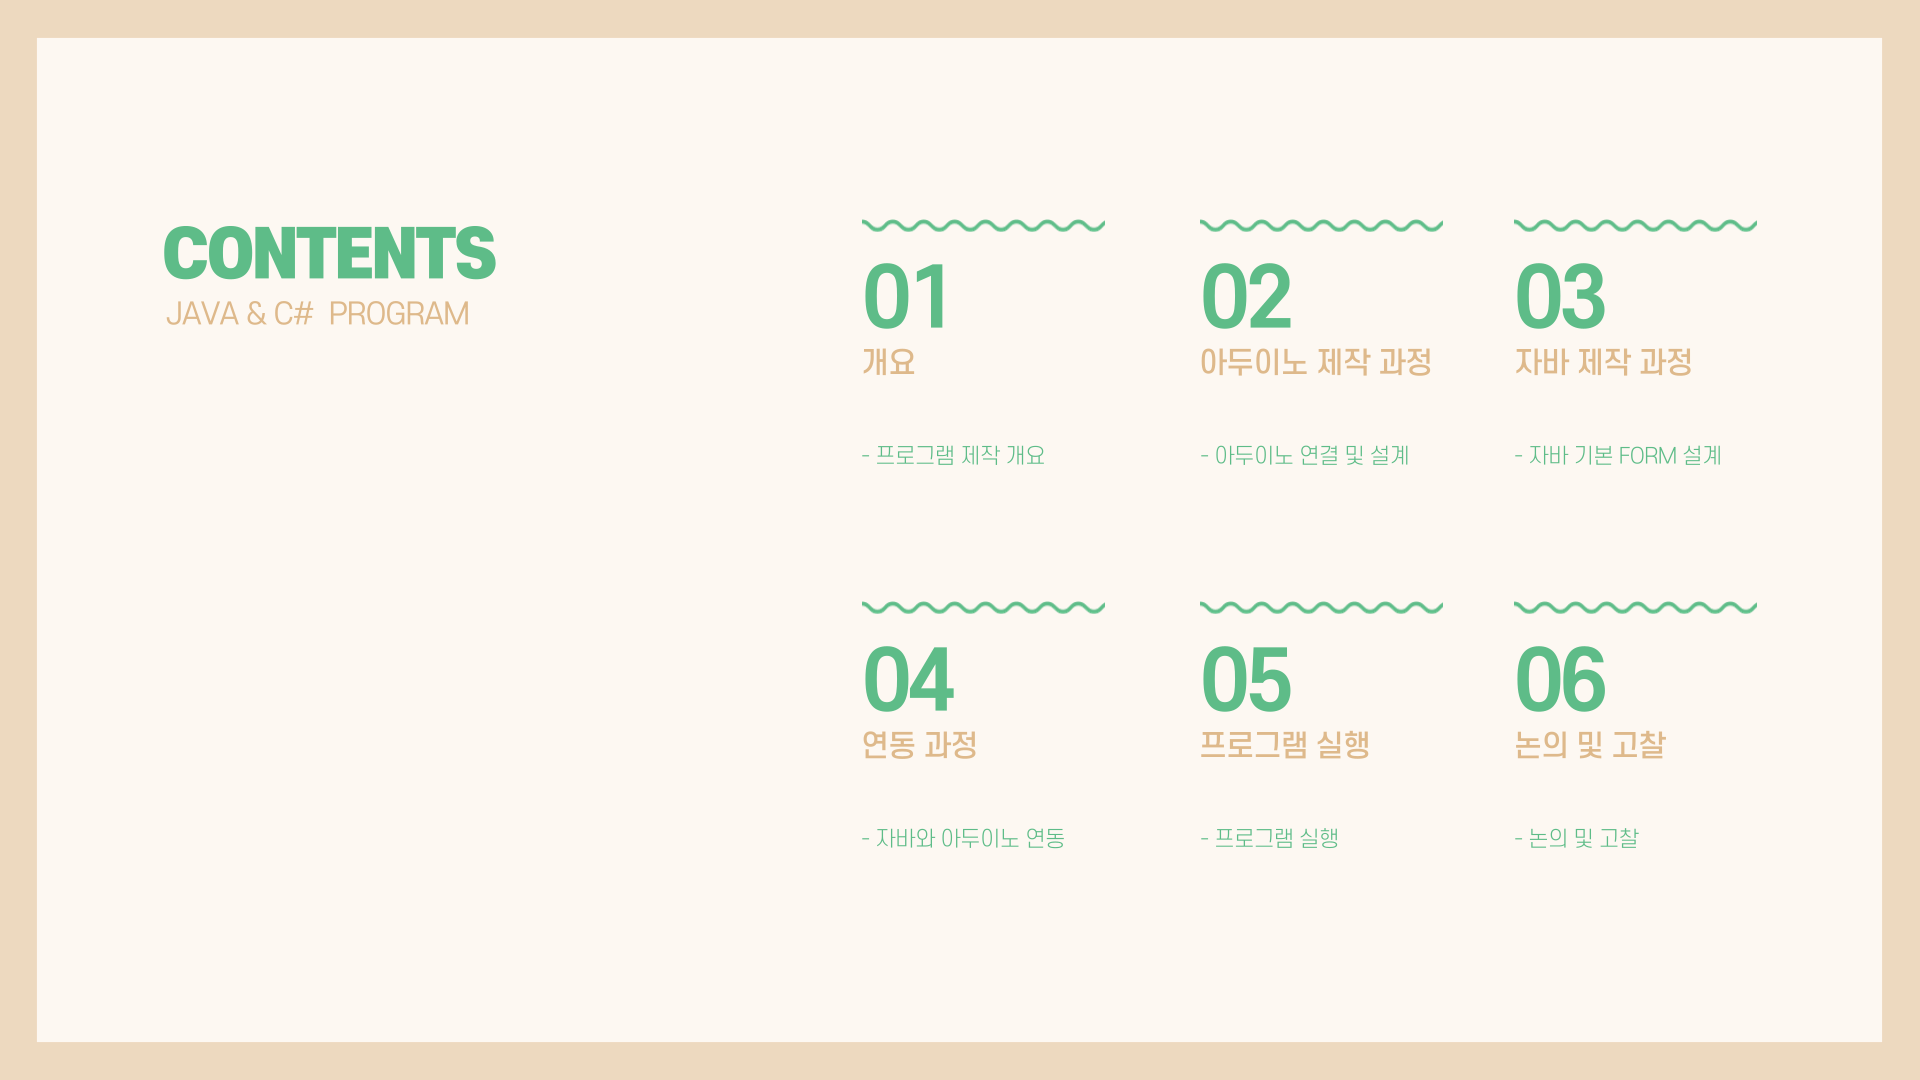 CONTENTS
JAVA & C# PROGRAM
01
개요
- 프로그램 제작 개요
02
아두이노 제작 과정
- 아두이노 연결 및 설계
03
자바 제작 과정
- 자바 기본 FORM 설계
04
연동 과정
- 자바와 아두이노 연동
05
프로그램 실행
- 프로그램 실행
06
논의 및 고찰
- 논의 및 고찰